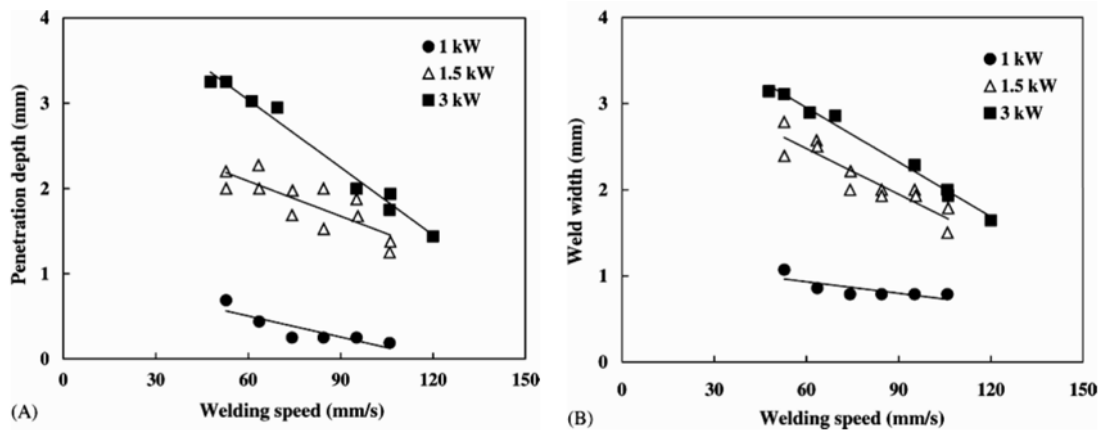 4
3
2
1
0
0
30
60
90
120
150
Penetration depth (mm)
Welding speed (mm/s)
1 kW
1.5 kW
3 kW
(A)
4
3
2
1
0
0
30
60
90
120
150
Weld width (mm)
Welding speed (mm/s)
1 kW
1.5 kW
3 kW
(B)